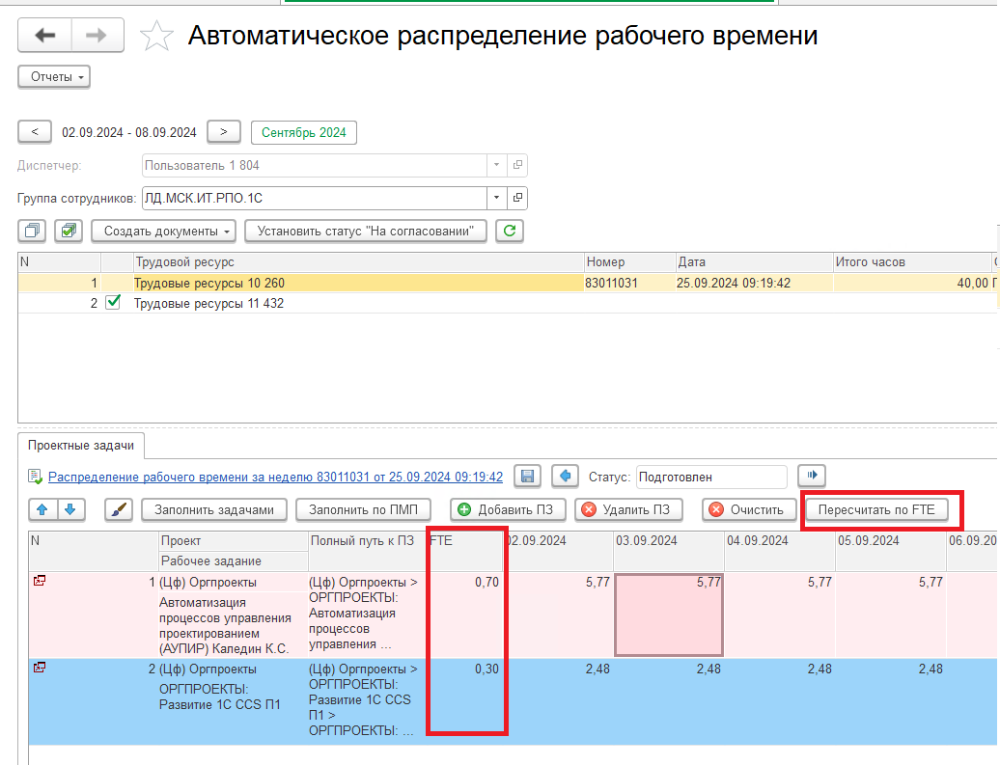 Автоматическое распределение рабочего времени
Отчеты
< 02.09.2024 - 08.09.2024 > Сентябрь 2024
Диспетчер: Пользователь 1 804
Группа сотрудников: ЛД.МСК.ИТ.РПО.1С
Создать документы Установить статус "На согласовании"
N Трудовой ресурс Номер Дата Итого часов
1 Трудовые ресурсы 10 260 83011031 25.09.2024 09:19:42 40,00
2 Трудовые ресурсы 11 432
Проектные задачи
Распределение рабочего времени за неделю 83011031 от 25.09.2024 09:19:42 Статус: Подготовлен
Заполнить задачами Заполнить по ПМП Добавить ПЗ Удалить ПЗ Очистить Пересчитать по FTE
N Проект Полный путь к ПЗ FTE 02.09.2024 03.09.2024 04.09.2024 05.09.2024 06.09.20
Рабочее задание
1 (Цф) Оргпроекты (Цф) Оргпроекты > 0,70 5,77 5,77 5,77 5,77
ОРГПРОЕКТЫ:
Автоматизация Автоматизация
процессов управления процессов
проектированием управления ...
(АУПИР) Каледин К.С.
2 (Цф) Оргпроекты (Цф) Оргпроекты > 0,30 2,48 2,48 2,48 2,48
ОРГПРОЕКТЫ: ОРГПРОЕКТЫ:
Развитие 1С CCS П1 Развитие 1С CCS
П1 >
ОРГПРОЕКТЫ: ...